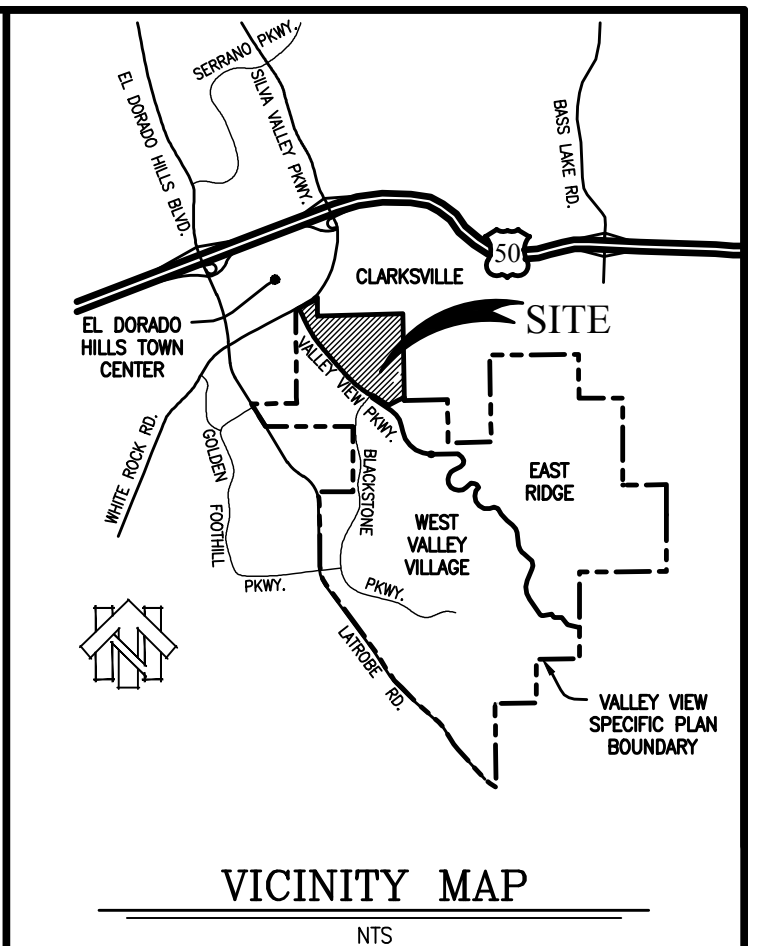 SERRANO PKWY.
EL DORADO HILLS BLVD.
SILVA VALLEY PKWY.
BASS LAKE RD.
50
CLARKSVILLE
SITE
EL DORADO
HILLS TOWN
CENTER
VALLEY VIEW PKWY.
WHITE ROCK RD.
GOLDEN
FOOTHILL
PKWY.
BLACKSTONE
PKWY.
EAST
RIDGE
WEST
VALLEY
VILLAGE
LATROBE RD.
N
VALLEY VIEW
SPECIFIC PLAN
BOUNDARY
VICINITY MAP
NTS